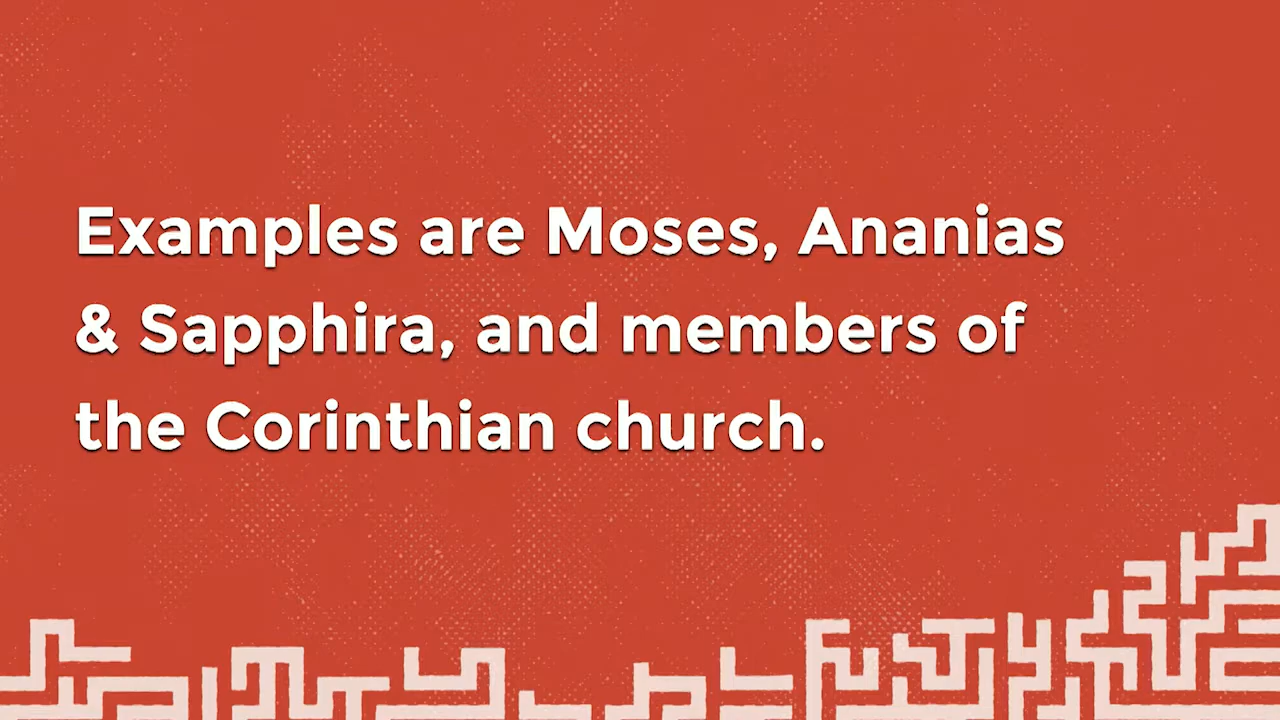 Examples are Moses, Ananias
& Sapphira, and members of
the Corinthian church.